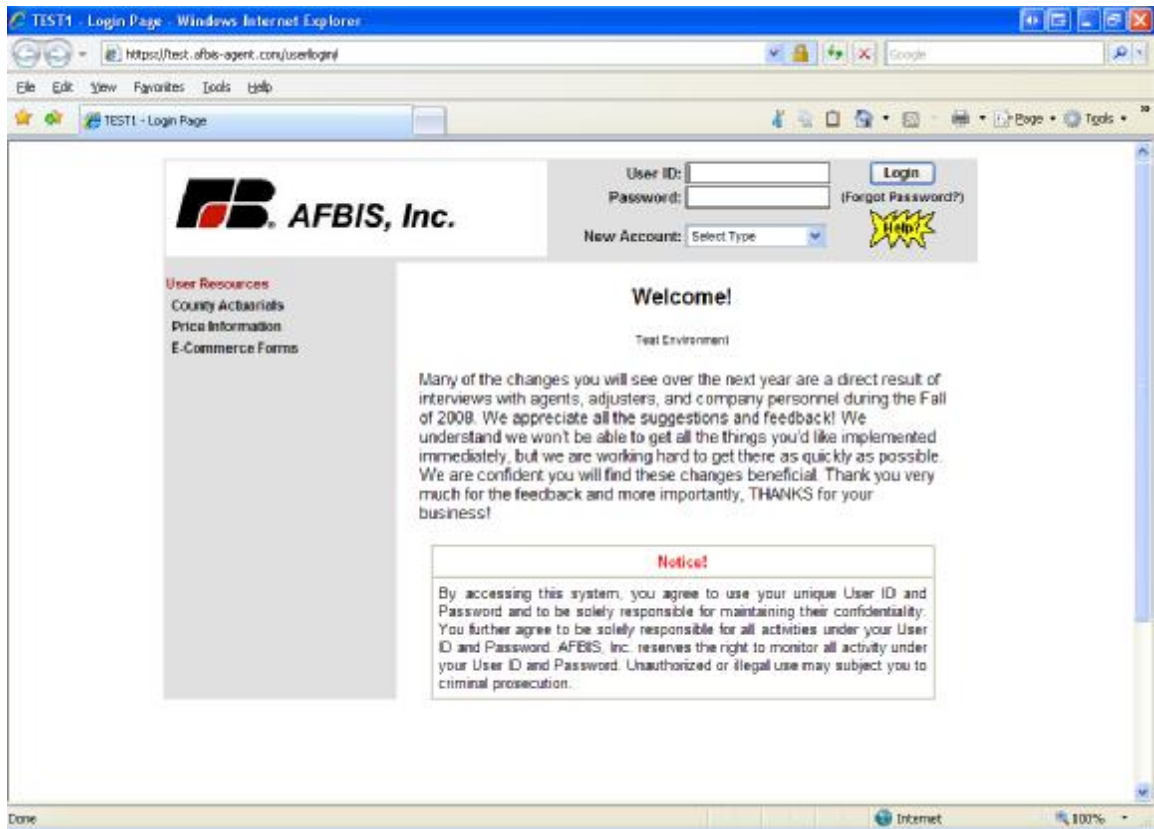 TEST1 - Login Page - Windows Internet Explorer
https://test.afbis-agent.com/userlogin/
Google
File Edit View Favorites Tools Help
TEST1 - Login Page
Page Tools
FB. AFBIS, Inc.
User ID:
Login
Password:
(Forgot Password?)
New Account: Select Type
Help?
User Resources
County Actuarials
Price Information
E-Commerce Forms
Welcome!
Test Environment
Many of the changes you will see over the next year are a direct result of
interviews with agents, adjusters, and company personnel during the Fall
of 2008. We appreciate all the suggestions and feedback! We
understand we won't be able to get all the things you'd like implemented
immediately, but we are working hard to get there as quickly as possible.
We are confident you will find these changes beneficial. Thank you very
much for the feedback and more importantly, THANKS for your
business!
Notice!
By accessing this system, you agree to use your unique User ID and
Password and to be solely responsible for maintaining their confidentiality.
You further agree to be solely responsible for all activities under your User
ID and Password. AFBIS, Inc. reserves the right to monitor all activity under
your User ID and Password. Unauthorized or illegal use may subject you to
criminal prosecution.
Done
Internet
100%